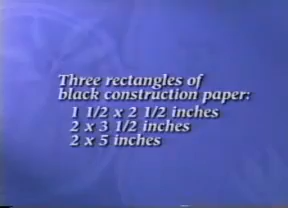 Three rectangles of
black construction paper:
1 1/2 x 2 1/2 inches
2 x 3 1/2 inches
2 x 5 inches